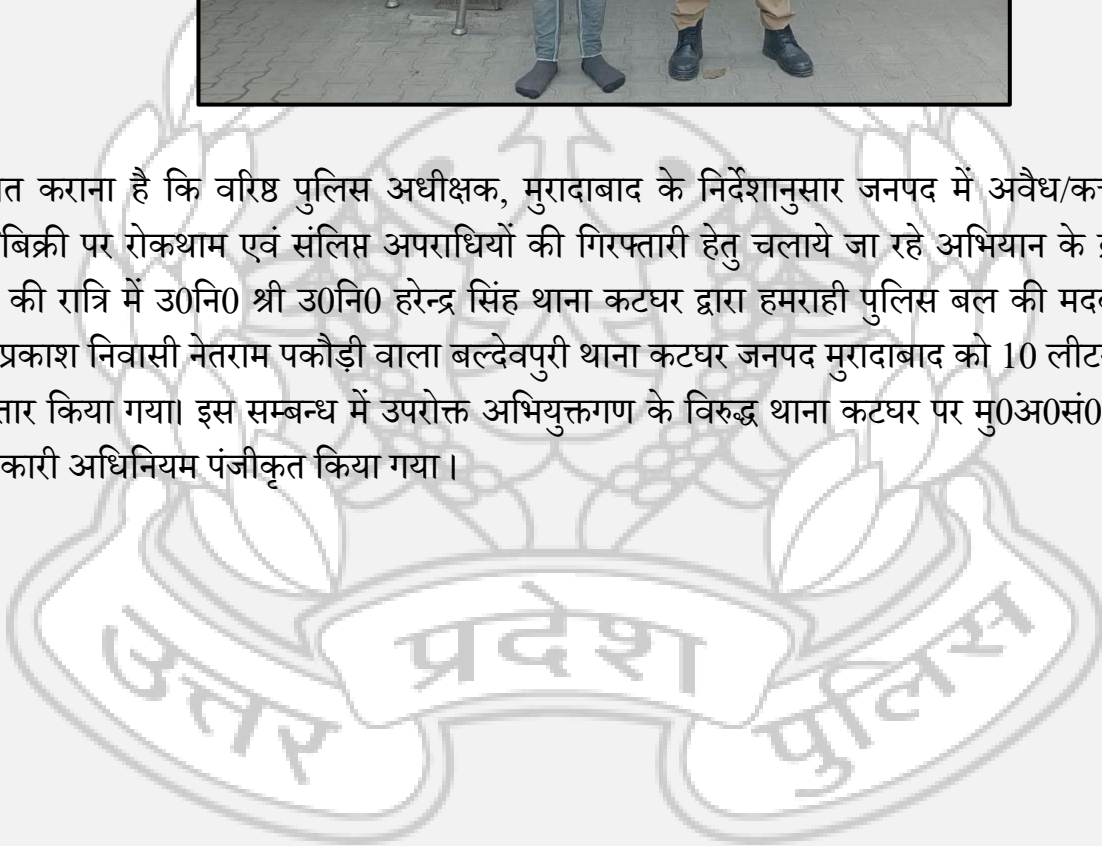 कराना है कि वरिष्ठ पुलिस अधीक्षक, मुरादाबाद के निर्देशानुसार जनपद में अवैध/
पर रोकथाम एवं संलिप्त अपराधियों की गिरफ्तारी हेतु चलाये जा रहे अभियान के
की रात्रि में उ0नि0 श्री उ0नि0 हरेन्द्र सिंह थाना कटघर द्वारा हमराही पुलिस बल की
प्रकाश निवासी नेतराम पकौड़ी वाला बल्देवपुरी थाना कटघर जनपद मुरादाबाद को 10
किया गया। इस सम्बन्ध में उपरोक्त अभियुक्तगण के विरुद्ध थाना कटघर पर मु0अ0सं0
अधिनियम पंजीकृत किया गया।
उत्तर प्रदेश पुलिस